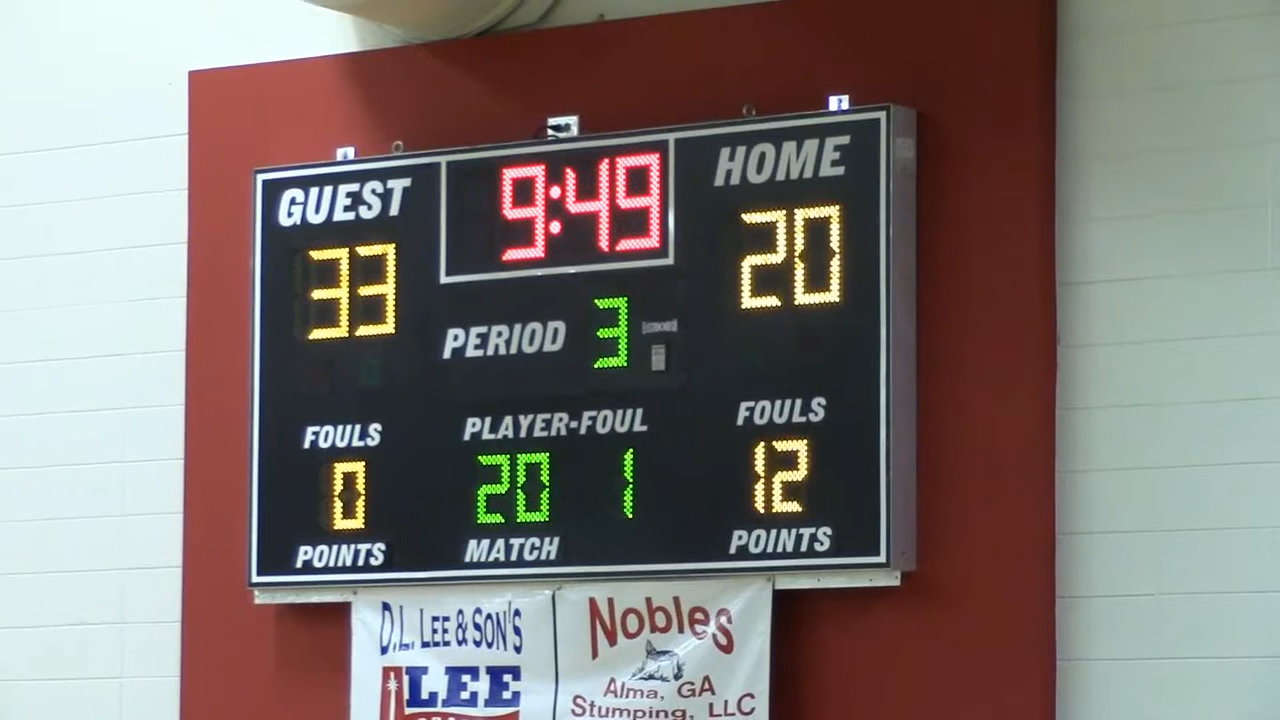 GUEST 9:49 HOME
33 20
PERIOD 3
FOULS PLAYER-FOUL FOULS
0 20 1 12
POINTS MATCH POINTS
D.L. LEE & SON'S
LEE
Nobles
Alma, GA
Stumping, LLC